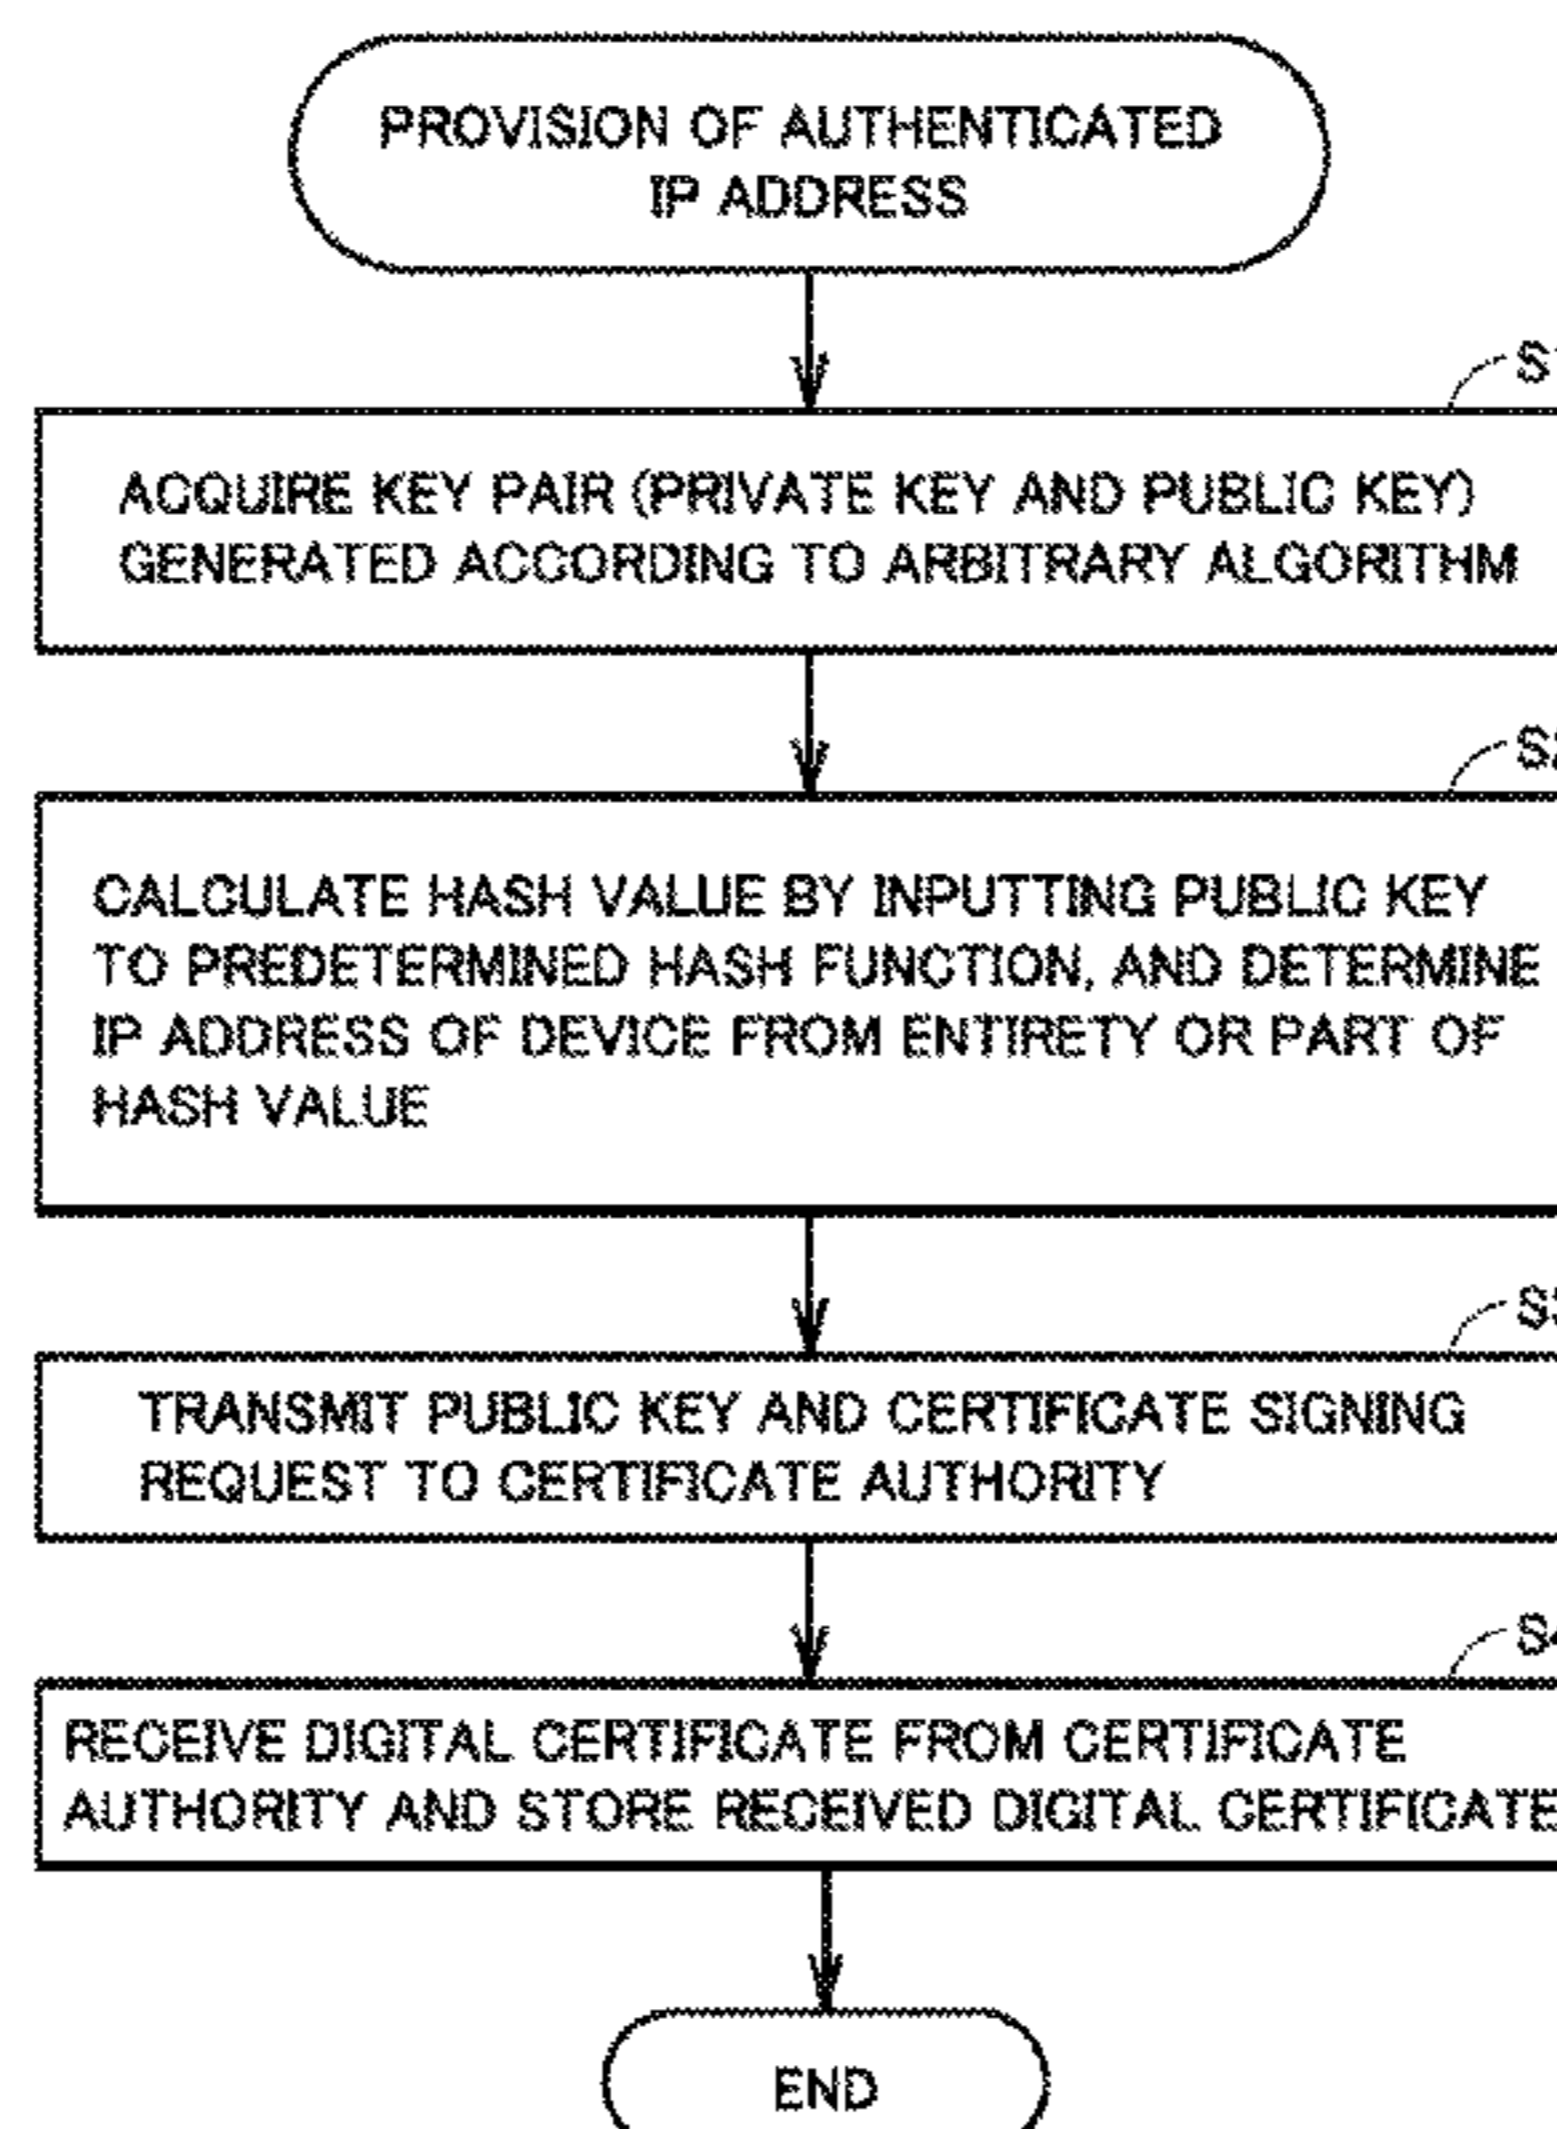 PROVISION OF AUTHENTICATED
IP ADDRESS
ACQUIRE KEY PAIR (PRIVATE KEY AND PUBLIC KEY)
GENERATED ACCORDING TO ARBITRARY ALGORITHM
CALCULATE HASH VALUE BY INPUTTING PUBLIC KEY
TO PREDETERMINED HASH FUNCTION, AND DETERMINE
IP ADDRESS OF DEVICE FROM ENTIRETY OR PART OF
HASH VALUE
TRANSMIT PUBLIC KEY AND CERTIFICATE SIGNING
REQUEST TO CERTIFICATE AUTHORITY
RECEIVE DIGITAL CERTIFICATE FROM CERTIFICATE
AUTHORITY AND STORE RECEIVED DIGITAL CERTIFICATE
END